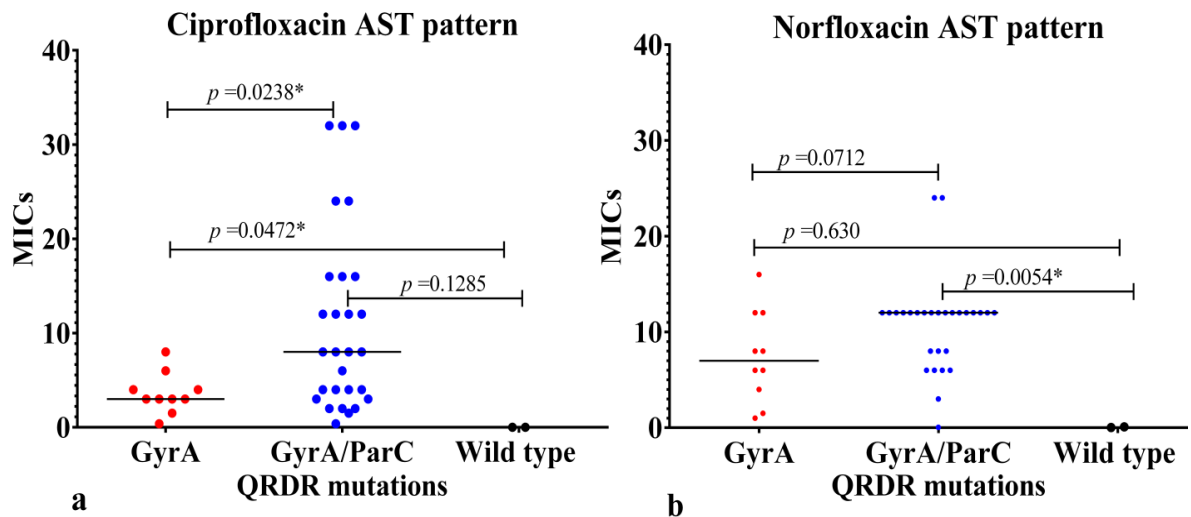 Ciprofloxacin AST pattern
40
30
20
10
0
MICs
p =0.0238*
p =0.0472*
p =0.1285
GyrA GyrA/ParC Wild type
QRDR mutations
a
Norfloxacin AST pattern
40
30
20
10
0
MICs
p =0.0712
p =0.630
p =0.0054*
GyrA GyrA/ParC Wild type
QRDR mutations
b